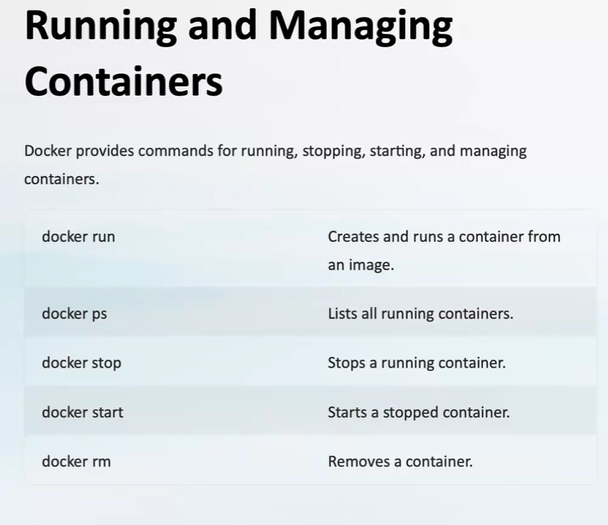 Running and Managing
Containers
Docker provides commands for running, stopping, starting, and managing
containers.
docker run
Creates and runs a container from
an image.
docker ps
Lists all running containers.
docker stop
Stops a running container.
docker start
Starts a stopped container.
docker rm
Removes a container.